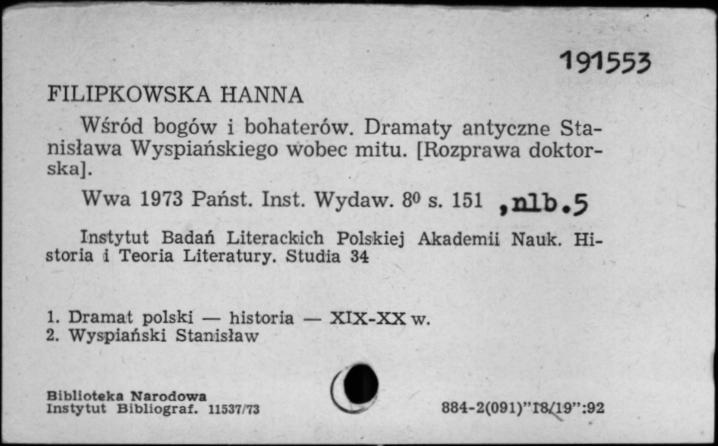 191553
FILIPKOWSKA HANNA
Wśród bogów i bohaterów. Dramaty antyczne Sta-
nisława Wyspiańskiego wobec mitu. [Rozprawa doktor-
ska].
Wwa 1973 Państ. Inst. Wydaw. 8⁰ s. 151 , nlb. 5
Instytut Badań Literackich Polskiej Akademii Nauk. Hi-
storia i Teoria Literatury. Studia 34
1. Dramat polski — historia — XIX-XX w.
2. Wyspiański Stanisław
Biblioteka Narodowa
Instytut Bibliograf. 11537/73
884-2(091)"18/19":92